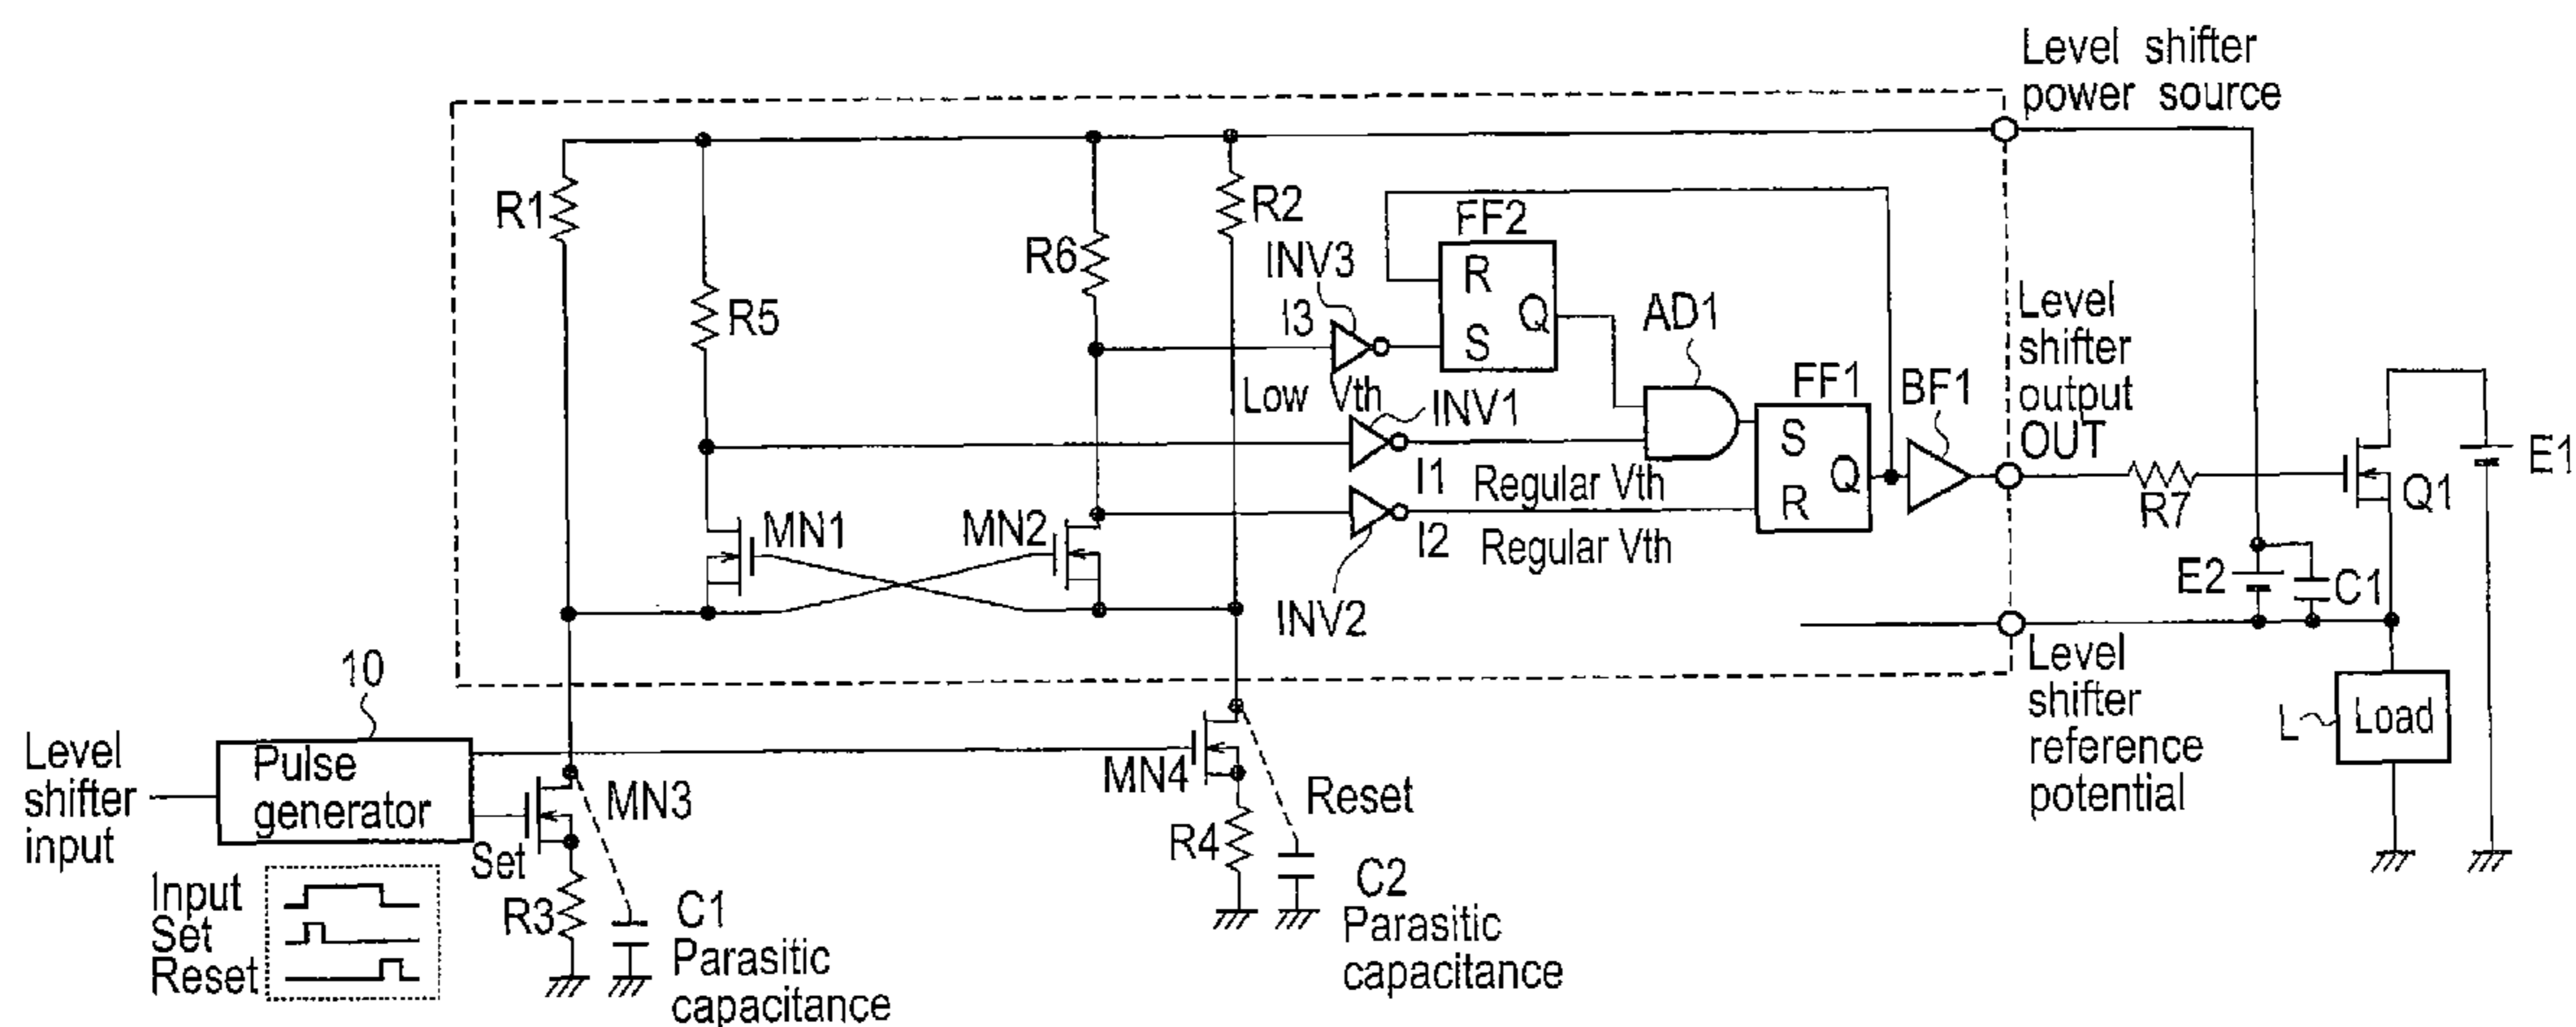 Level shifter
power source
R1
R5
R6
R2
INV3
I3
FF2
R
S
Q
Low Vth
INV1
AD1
I1 Regular Vth
I2 Regular Vth
INV2
FF1
S
R
Q
BF1
Level
shifter
output
OUT
R7
Q1
E1
E2
C1
MN1
MN2
Level
shifter
reference
potential
L
Load
10
Level
shifter
input
Pulse
generator
Set
MN3
R3
C1
Parasitic
capacitance
MN4
R4
Reset
C2
Parasitic
capacitance
Input
Set
Reset